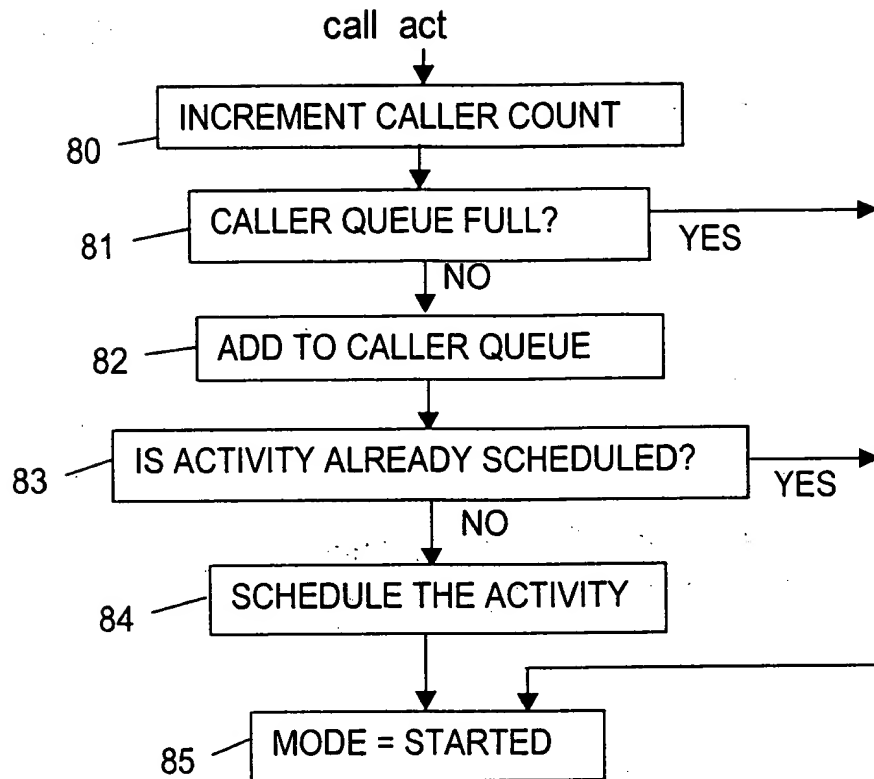 call act
INCREMENT CALLER COUNT
80
CALLER QUEUE FULL?
81
YES
NO
ADD TO CALLER QUEUE
82
IS ACTIVITY ALREADY SCHEDULED?
83
YES
NO
SCHEDULE THE ACTIVITY
84
MODE = STARTED
85